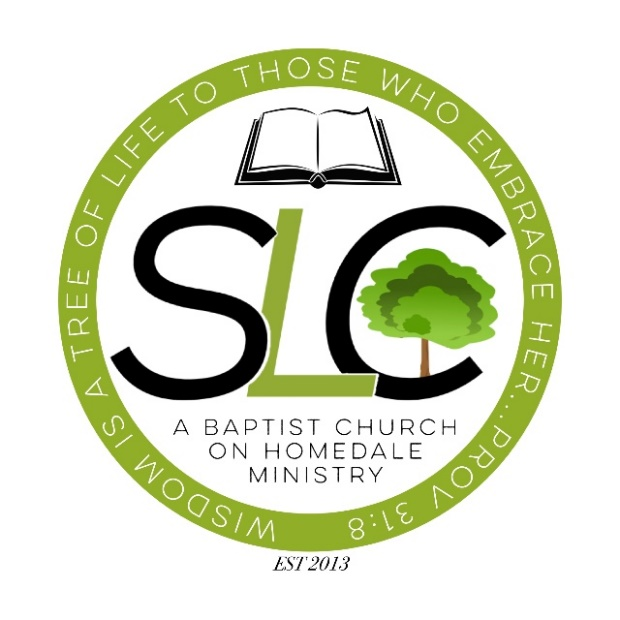 WISDOM IS A TREE OF LIFE TO THOSE WHO EMBRACE HER...PROV 31:8
SLC
A BAPTIST CHURCH
ON HOMEDALE
MINISTRY
EST 2013